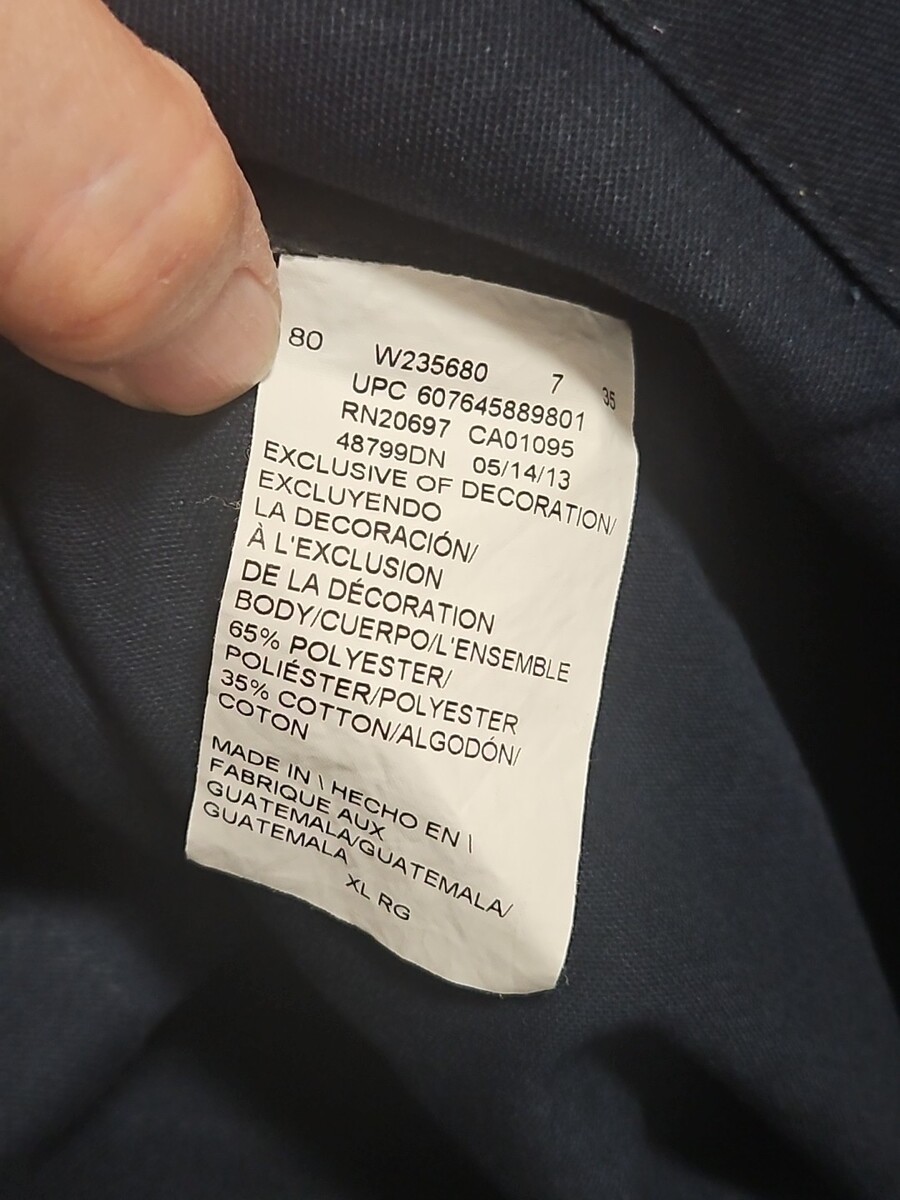 80 W235680 7 35
UPC 607645889801
RN20697 CA01095
48799DN 05/14/13
EXCLUSIVE OF DECORATION/
EXCLUYENDO
LA DECORACIÓN/
À L'EXCLUSION
DE LA DÉCORATION
BODY/CUERPO/L'ENSEMBLE
65% POLYESTER/
POLIÉSTER/POLYESTER
35% COTTON/ALGODÓN/
COTON
MADE IN \ HECHO EN \
FABRIQUE AUX
GUATEMALA/GUATEMALA/
GUATEMALA
XL RG